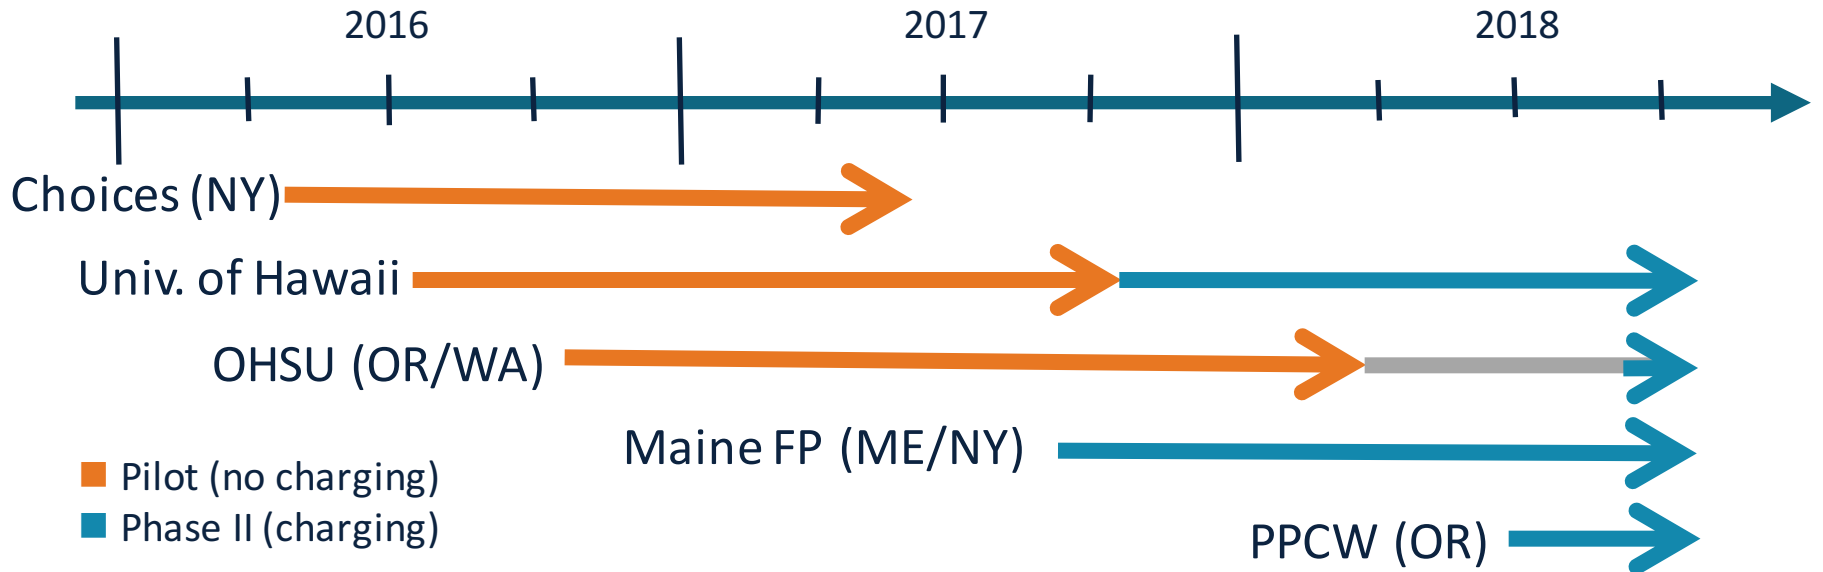 2016
2017
2018
Choices (NY)
Univ. of Hawaii
OHSU (OR/WA)
Maine FP (ME/NY)
Pilot (no charging)
Phase II (charging)
PPCW (OR)